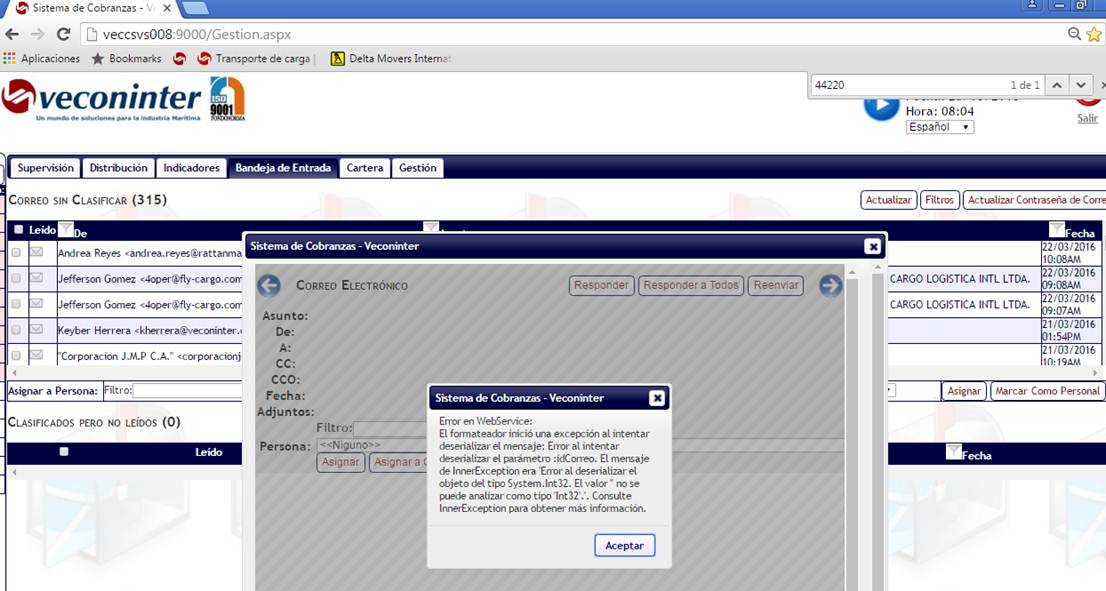 Sistema de Cobranzas - V
veccsvs008:9000/Gestion.aspx
Aplicaciones Bookmarks Transporte de carga Delta Movers Internat
44220 1 de 1
veconinter
Un mundo de soluciones para la Industria Marítima
ISO
9001
FONDONORMA
Hora: 08:04
Español
Salir
Supervisión Distribución Indicadores Bandeja de Entrada Cartera Gestión
Correo sin Clasificar (315)
Actualizar Filtros Actualizar Contraseña de Corre
Leído De Fecha
Andrea Reyes <andrea.reyes@rattanma 22/03/2016 10:08AM
Jefferson Gomez <4oper@fly-cargo.com CARGO LOGISTICA INTL LTDA. 22/03/2016 09:08AM
Jefferson Gomez <4oper@fly-cargo.com CARGO LOGISTICA INTL LTDA. 22/03/2016 09:07AM
Keyber Herrera <kherrera@veconinter. 21/03/2016 01:54PM
"Corporacion J.M.P C.A." <corporacionj 21/03/2016 10:19AM
Asignar a Persona: Filtro: Asignar Marcar Como Personal
Clasificados pero no leídos (0)
Leído Fecha
Sistema de Cobranzas - Veconinter
Correo Electrónico
Responder Responder a Todos Reenviar
Asunto:
De:
A:
CC:
CCO:
Fecha:
Adjuntos:
Filtro:
Persona: <<Niguno>>
Asignar Asignar a
Sistema de Cobranzas - Veconinter
Error en WebService:
El formateador inició una excepción al intentar
deserializar el mensaje: Error al intentar
deserializar el parámetro :idCorreo. El mensaje
de InnerException era 'Error al deserializar el
objeto del tipo System.Int32. El valor '' no se
puede analizar como tipo 'Int32'.'. Consulte
InnerException para obtener más información.
Aceptar